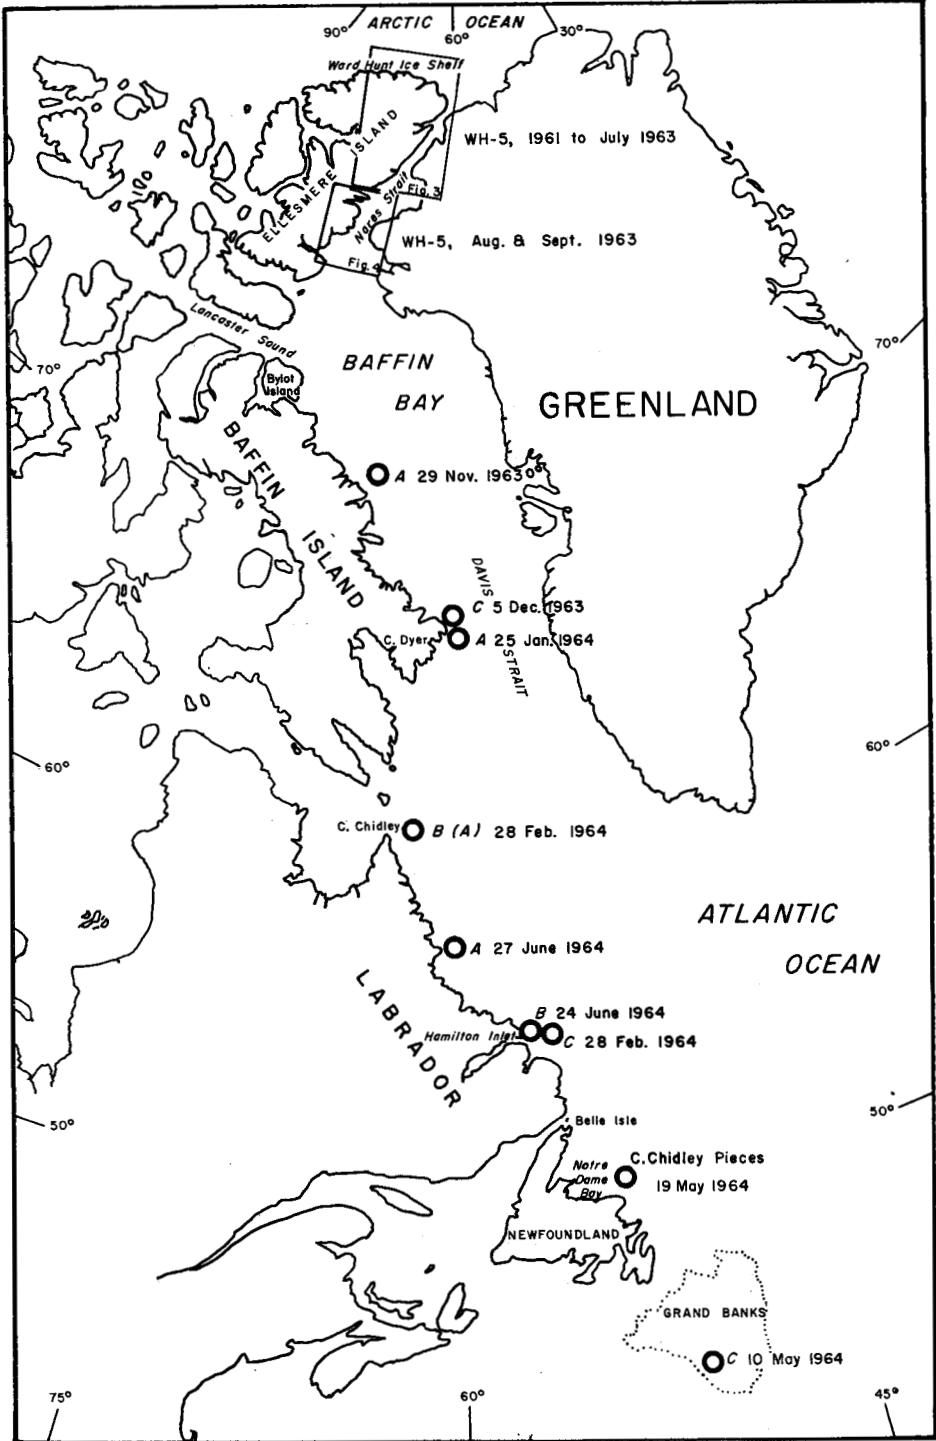 ARCTIC OCEAN
90° 60° 30°
Ward Hunt Ice Shelf
ELLESMERE ISLAND
WH-5, 1961 to July 1963
Fig. 3
Nares Strait
WH-5, Aug. & Sept. 1963
Fig. 4
Lancaster Sound
70°
70°
BAFFIN
BAY
Bylot
Island
GREENLAND
BAFFIN ISLAND
A 29 Nov. 1963
DAVIS STRAIT
C 5 Dec. 1963
C. Dyer
A 25 Jan. 1964
60°
60°
C. Chidley
B (A) 28 Feb. 1964
ATLANTIC
OCEAN
A 27 June 1964
LABRADOR
B 24 June 1964
Hamilton Inlet
C 28 Feb. 1964
50°
50°
Belle Isle
C. Chidley Pieces
19 May 1964
Notre
Dame
Bay
NEWFOUNDLAND
GRAND BANKS
C 10 May 1964
75° 60° 45°